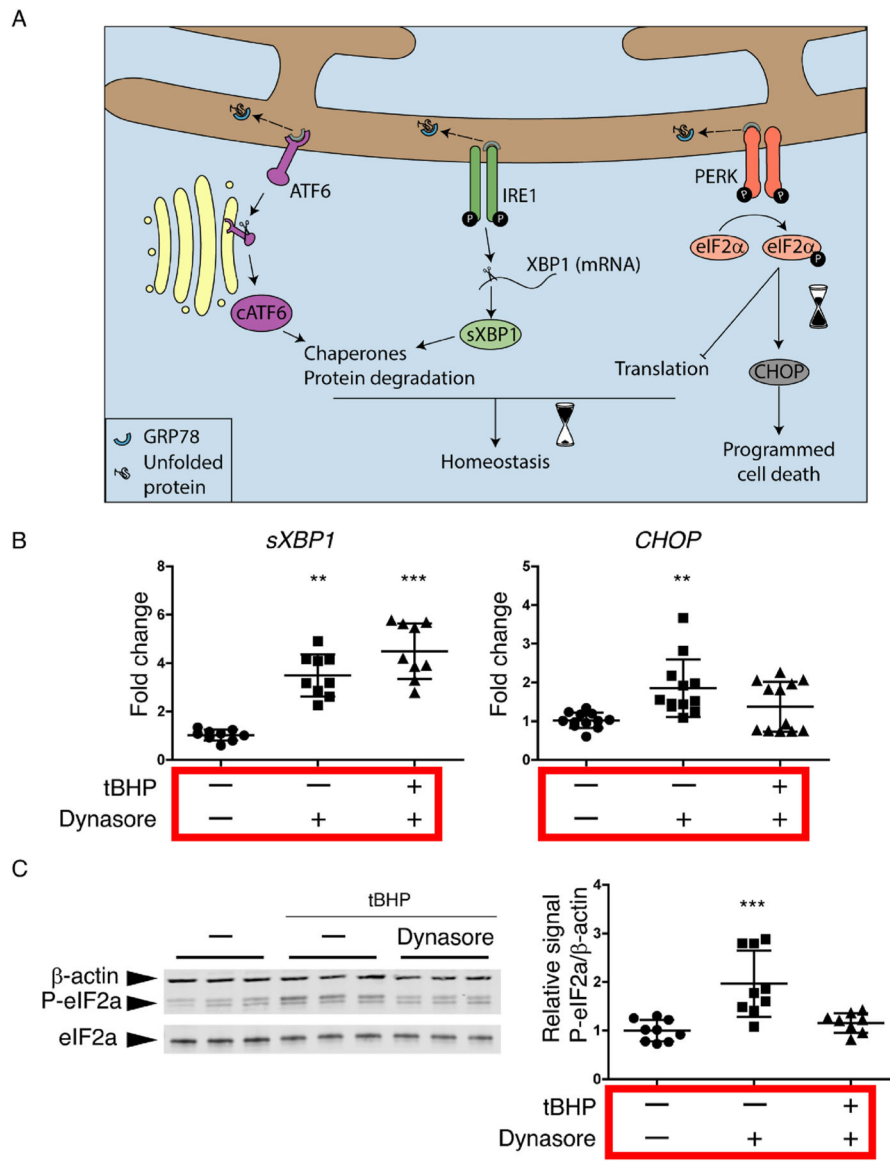 A
ATF6
IRE1
PERK
P
P
P
P
eIF2α
eIF2α
P
XBP1 (mRNA)
cATF6
sXBP1
Chaperones
Protein degradation
Translation
CHOP
GRP78
Unfolded
protein
Homeostasis
Programmed
cell death
B
sXBP1
CHOP
**
***
**
Fold change
8
6
4
2
0
Fold change
5
4
3
2
1
0
tBHP
— — +
— — +
Dynasore
— + +
— + +
C
tBHP
— — Dynasore
β-actin
P-eIF2a
eIF2a
***
Relative signal
P-eIF2a/β-actin
4
3
2
1
0
tBHP — — +
Dynasore — + +